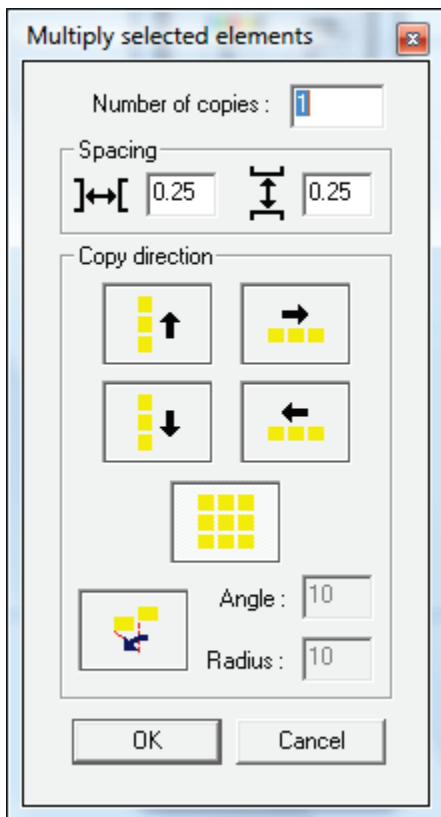 Multiply selected elements
Number of copies : 1
Spacing
0.25 0.25
Copy direction
Angle : 10
Radius : 10
OK Cancel